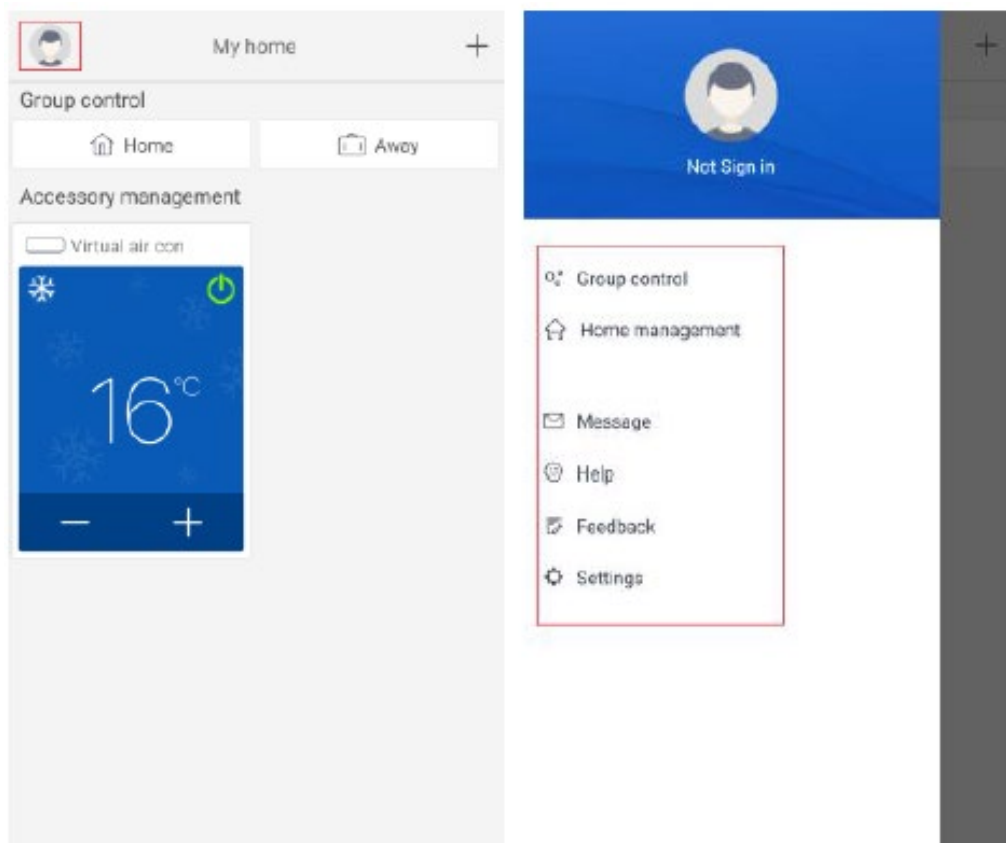 My home
+
Group control
Home
Away
Accessory management
Virtual air con
16°C
− +
Not Sign in
Group control
Home management
Message
Help
Feedback
Settings
+